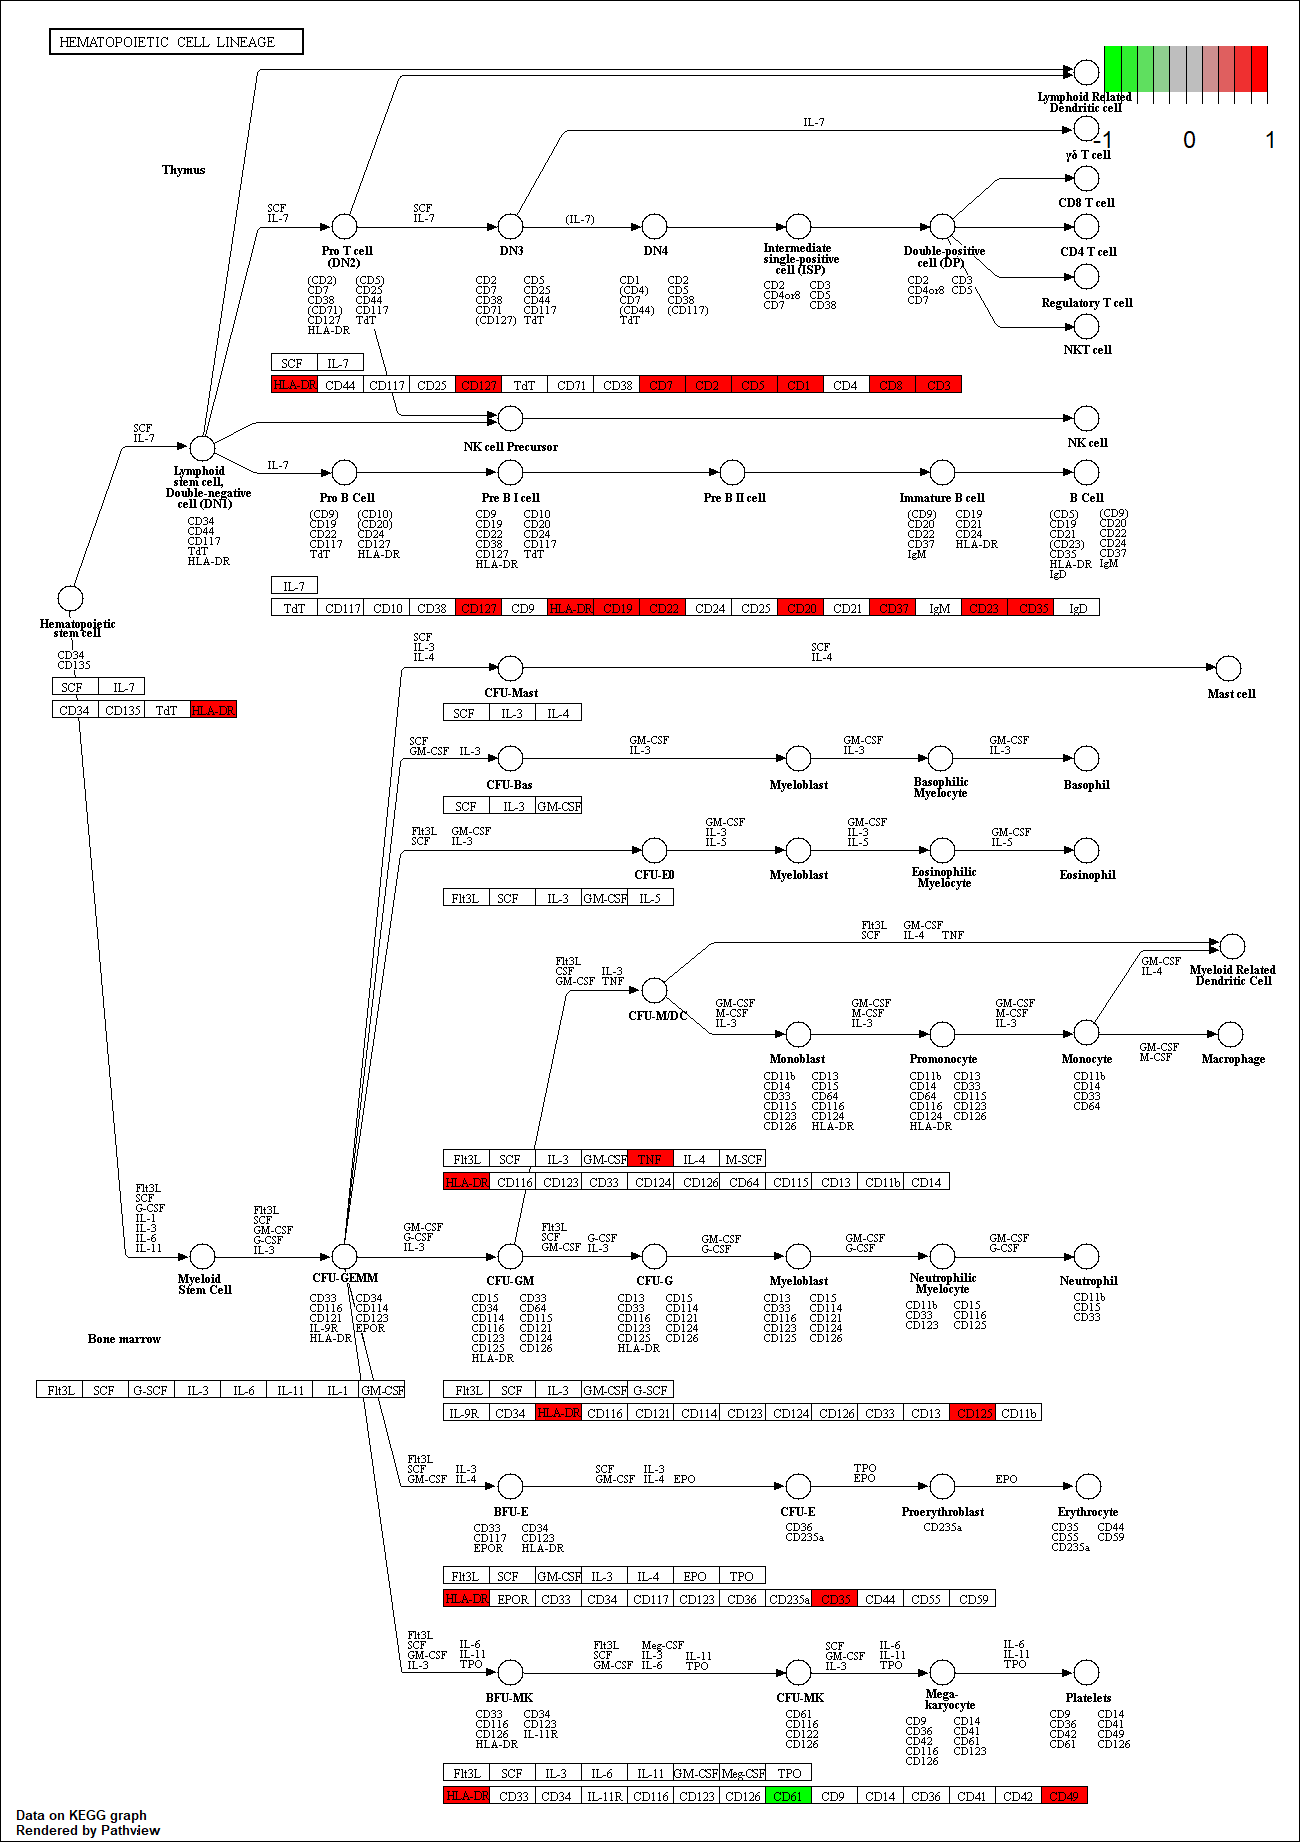 HEMATOPOIETIC CELL LINEAGE
-1 0 1
Lymphoid Related
Dendritic cell
IL-7
γδ T cell
Thymus
CD8 T cell
SCF
IL-7
SCF
IL-7
(IL-7)
Pro T cell
(DN2)
DN3
DN4
Intermediate
single-positive
cell (ISP)
Double-positive
cell (DP)
CD4 T cell
(CD2) (CD5)
CD7 CD25
CD38 CD44
(CD71) CD117
CD127 TdT
HLA-DR
CD2 CD5
CD7 CD25
CD38 CD44
CD71 CD117
(CD127) TdT
CD1 CD2
(CD4) CD5
CD7 CD38
(CD44) (CD117)
TdT
CD2 CD3
CD4or8 CD5
CD7 CD38
CD2 CD3
CD4or8 CD5
CD7
Regulatory T cell
NKT cell
SCF IL-7
HLA-DR CD44 CD117 CD25 CD127 TdT CD71 CD38 CD7 CD2 CD5 CD1 CD4 CD8 CD3
SCF
IL-7
NK cell Precursor
NK cell
IL-7
Lymphoid
stem cell,
Double-negative
cell (DN1)
CD34
CD44
CD117
TdT
HLA-DR
Pro B Cell
Pre B I cell
Pre B II cell
Immature B cell
B Cell
(CD9) (CD10)
CD19 (CD20)
CD22 CD24
CD117 CD127
TdT HLA-DR
CD9 CD10
CD19 CD20
CD22 CD24
CD38 CD117
CD127 TdT
HLA-DR
(CD9) CD19
CD20 CD21
CD22 CD24
CD37 HLA-DR
IgM
(CD5) (CD9)
CD19 CD20
CD21 CD22
(CD23) CD24
CD35 CD37
HLA-DR IgM
IgD
IL-7
TdT CD117 CD10 CD38 CD127 CD9 HLA-DR CD19 CD22 CD24 CD25 CD20 CD21 CD37 IgM CD23 CD35 IgD
Hematopoietic
stem cell
CD34
CD135
SCF IL-7
CD34 CD135 TdT HLA-DR
SCF
IL-3
IL-4
SCF
IL-4
CFU-Mast
Mast cell
SCF IL-3 IL-4
SCF
GM-CSF IL-3
GM-CSF
IL-3
GM-CSF
IL-3
GM-CSF
IL-3
CFU-Bas
Myeloblast
Basophilic
Myelocyte
Basophil
SCF IL-3 GM-CSF
Flt3L GM-CSF
SCF IL-3
GM-CSF
IL-3
IL-5
GM-CSF
IL-3
IL-5
GM-CSF
IL-5
CFU-E0
Myeloblast
Eosinophilic
Myelocyte
Eosinophil
Flt3L SCF IL-3 GM-CSF IL-5
Flt3L GM-CSF
SCF IL-4 TNF
Flt3L
CSF IL-3
GM-CSF TNF
GM-CSF
IL-4
Myeloid Related
Dendritic Cell
CFU-M/DC
GM-CSF
M-CSF
IL-3
GM-CSF
M-CSF
IL-3
GM-CSF
M-CSF
IL-3
GM-CSF
M-CSF
Monoblast
Promonocyte
Monocyte
Macrophage
CD11b CD13
CD14 CD15
CD33 CD64
CD115 CD116
CD123 CD124
CD126 HLA-DR
CD11b CD13
CD14 CD33
CD64 CD115
CD116 CD123
CD124 CD126
HLA-DR
CD11b
CD14
CD33
CD64
Flt3L SCF IL-3 GM-CSF TNF IL-4 M-SCF
HLA-DR CD116 CD123 CD33 CD124 CD126 CD64 CD115 CD13 CD11b CD14
Flt3L
SCF
G-CSF
IL-1
IL-3
IL-6
IL-11
Flt3L
SCF
GM-CSF
G-CSF
IL-3
GM-CSF
G-CSF
IL-3
Flt3L
SCF G-CSF
GM-CSF IL-3
GM-CSF
G-CSF
GM-CSF
G-CSF
GM-CSF
G-CSF
Myeloid
Stem Cell
CFU-GEMM
CFU-GM
CFU-G
Myeloblast
Neutrophilic
Myelocyte
Neutrophil
CD33 CD34
CD116 CD114
CD121 CD123
IL-9R EPOR
HLA-DR
CD15 CD33
CD34 CD64
CD114 CD115
CD116 CD121
CD123 CD124
CD125 CD126
HLA-DR
CD13 CD15
CD33 CD114
CD116 CD121
CD123 CD124
CD125 CD126
HLA-DR
CD13 CD15
CD33 CD114
CD116 CD121
CD123 CD124
CD125 CD126
CD11b CD15
CD33 CD116
CD123 CD125
CD11b
CD15
CD33
Bone marrow
Flt3L SCF G-SCF IL-3 IL-6 IL-11 IL-1 GM-CSF
Flt3L SCF IL-3 GM-CSF G-SCF
IL-9R CD34 HLA-DR CD116 CD121 CD114 CD123 CD124 CD126 CD33 CD13 CD125 CD11b
Flt3L
SCF IL-3
GM-CSF IL-4
SCF IL-3
GM-CSF IL-4 EPO
TPO
EPO
EPO
BFU-E
CFU-E
Proerythroblast
Erythrocyte
CD33 CD34
CD117 CD123
EPOR HLA-DR
CD36
CD235a
CD235a
CD35 CD44
CD55 CD59
CD235a
Flt3L SCF GM-CSF IL-3 IL-4 EPO TPO
HLA-DR EPOR CD33 CD34 CD117 CD123 CD36 CD235a CD35 CD44 CD55 CD59
Flt3L
SCF IL-6
GM-CSF IL-11
IL-3 TPO
Flt3L Meg-CSF
SCF IL-3 IL-11
GM-CSF IL-6 TPO
SCF IL-6
GM-CSF IL-11
IL-3 TPO
IL-6
IL-11
TPO
BFU-MK
CFU-MK
Mega-
karyocyte
Platelets
CD33 CD34
CD116 CD123
CD126 IL-11R
HLA-DR
CD61
CD116
CD122
CD126
CD9 CD14
CD36 CD41
CD42 CD61
CD116 CD123
CD126
CD9 CD14
CD36 CD41
CD42 CD49
CD61 CD126
Flt3L SCF IL-3 IL-6 IL-11 GM-CSF Meg-CSF TPO
HLA-DR CD33 CD34 IL-11R CD116 CD123 CD126 CD61 CD9 CD14 CD36 CD41 CD42 CD49
Data on KEGG graph
Rendered by Pathview